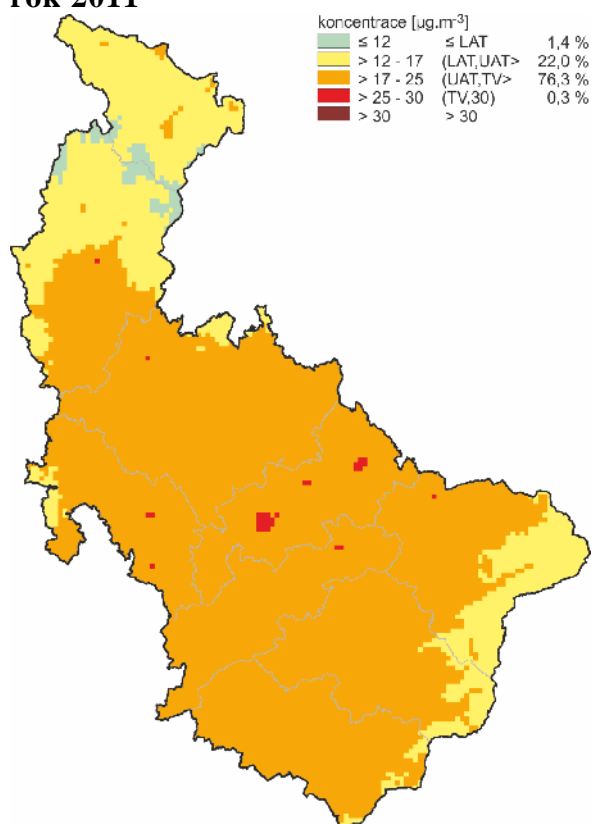 rok 2011
koncentrace [µg.m-3]
≤ 12 ≤ LAT 1,4 %
> 12 - 17 (LAT,UAT> 22,0 %
> 17 - 25 (UAT,TV> 76,3 %
> 25 - 30 (TV,30) 0,3 %
> 30 > 30